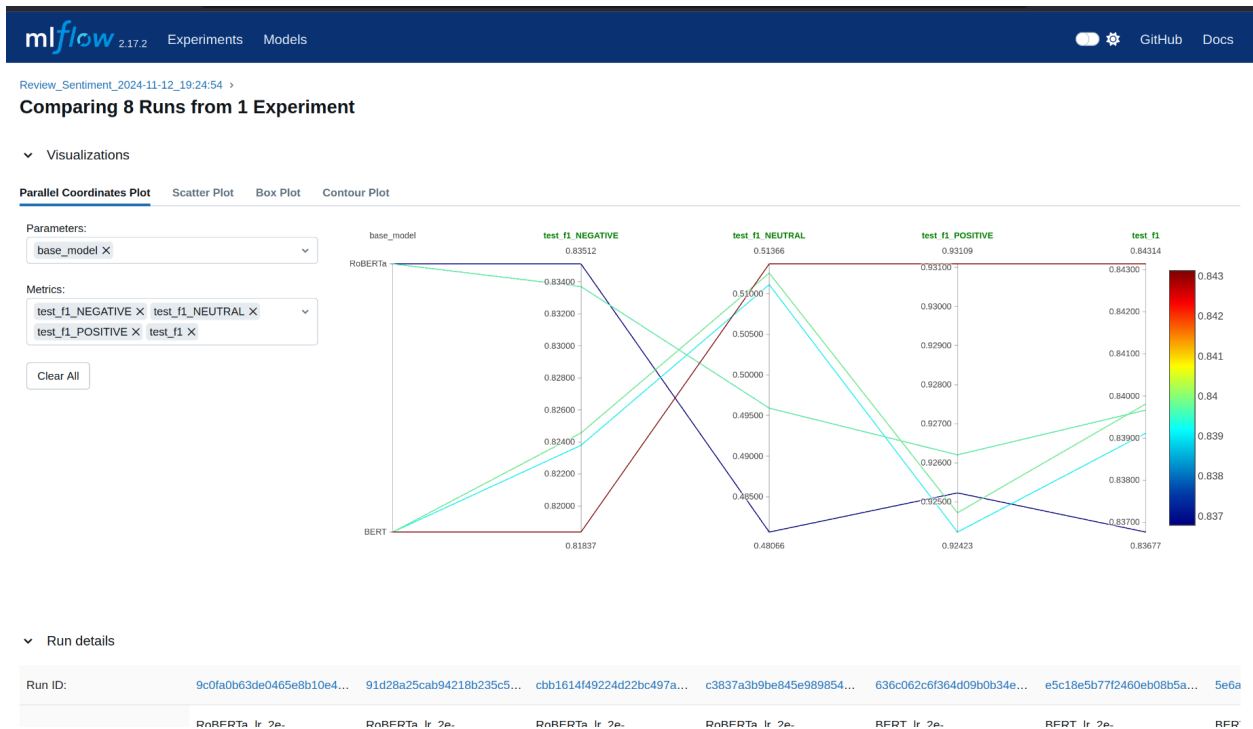 mlflow 2.17.2 Experiments Models GitHub Docs
Review_Sentiment_2024-11-12_19:24:54 ›
Comparing 8 Runs from 1 Experiment
Visualizations
Parallel Coordinates Plot Scatter Plot Box Plot Contour Plot
Parameters:
base_model ×
Metrics:
test_f1_NEGATIVE × test_f1_NEUTRAL ×
test_f1_POSITIVE × test_f1 ×
Clear All
base_model
RoBERTa
BERT
test_f1_NEGATIVE
0.83512
0.83400
0.83200
0.83000
0.82800
0.82600
0.82400
0.82200
0.82000
0.81837
test_f1_NEUTRAL
0.51366
0.51000
0.50500
0.50000
0.49500
0.49000
0.48500
0.48066
test_f1_POSITIVE
0.93109
0.93100
0.93000
0.92900
0.92800
0.92700
0.92600
0.92500
0.92423
test_f1
0.84314
0.84300
0.84200
0.84100
0.84000
0.83900
0.83800
0.83700
0.83677
0.843
0.842
0.841
0.84
0.839
0.838
0.837
Run details
Run ID: 9c0fa0b63de0465e8b10e4... 91d28a25cab94218b235c5... cbb1614f49224d22bc497a... c3837a3b9be845e989854... 636c062c6f364d09b0b34e... e5c18e5b77f2460eb08b5a... 5e6a
RoBERTa_lr_2e- RoBERTa_lr_2e- RoBERTa_lr_2e- RoBERTa_lr_2e- BERT_lr_2e- BERT_lr_2e- BERT